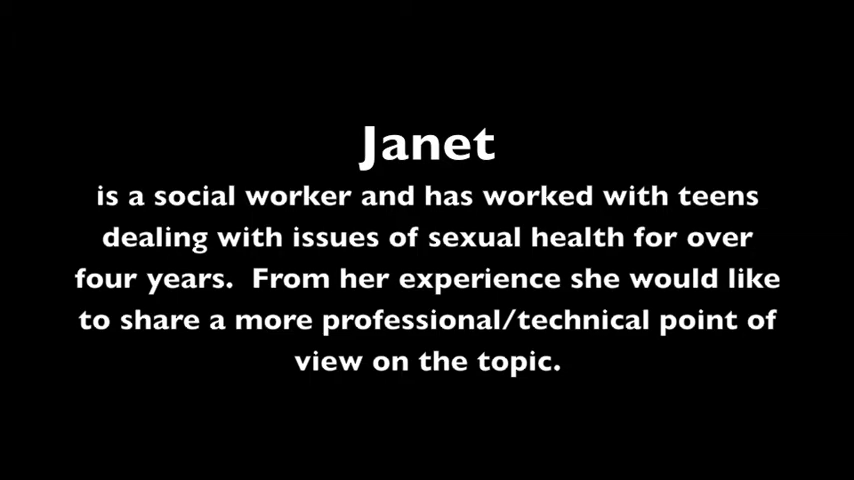 Janet
is a social worker and has worked with teens
dealing with issues of sexual health for over
four years.  From her experience she would like
to share a more professional/technical point of
view on the topic.